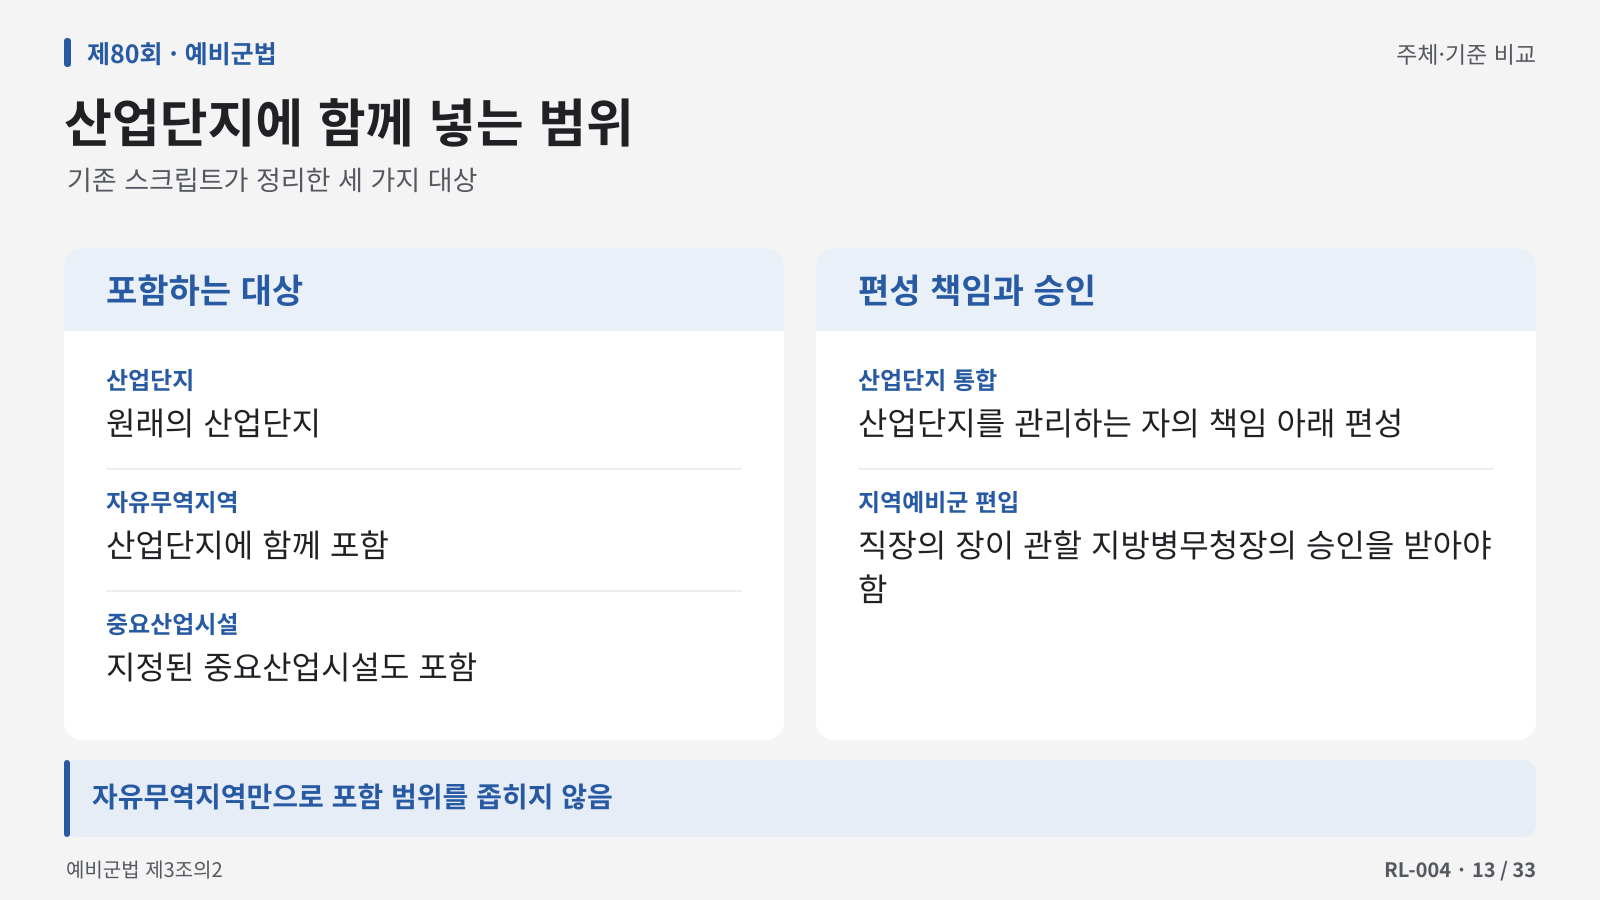 제80회 · 예비군법
주체·기준 비교
산업단지에 함께 넣는 범위
기존 스크립트가 정리한 세 가지 대상
포함하는 대상
산업단지
원래의 산업단지
자유무역지역
산업단지에 함께 포함
중요산업시설
지정된 중요산업시설도 포함
편성 책임과 승인
산업단지 통합
산업단지를 관리하는 자의 책임 아래 편성
지역예비군 편입
직장의 장이 관할 지방병무청장의 승인을 받아야
함
자유무역지역만으로 포함 범위를 좁히지 않음
예비군법 제3조의2
RL-004 · 13 / 33